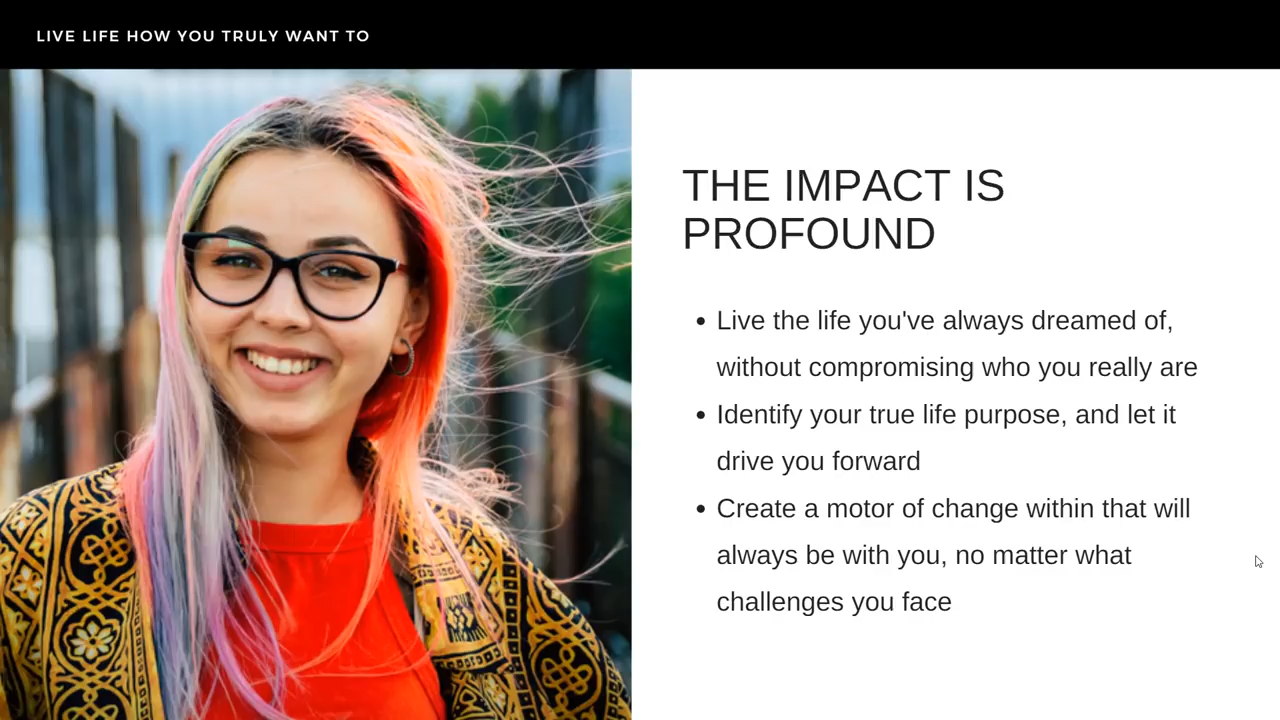 LIVE LIFE HOW YOU TRULY WANT TO
THE IMPACT IS
PROFOUND
• Live the life you've always dreamed of,
without compromising who you really are
• Identify your true life purpose, and let it
drive you forward
• Create a motor of change within that will
always be with you, no matter what
challenges you face